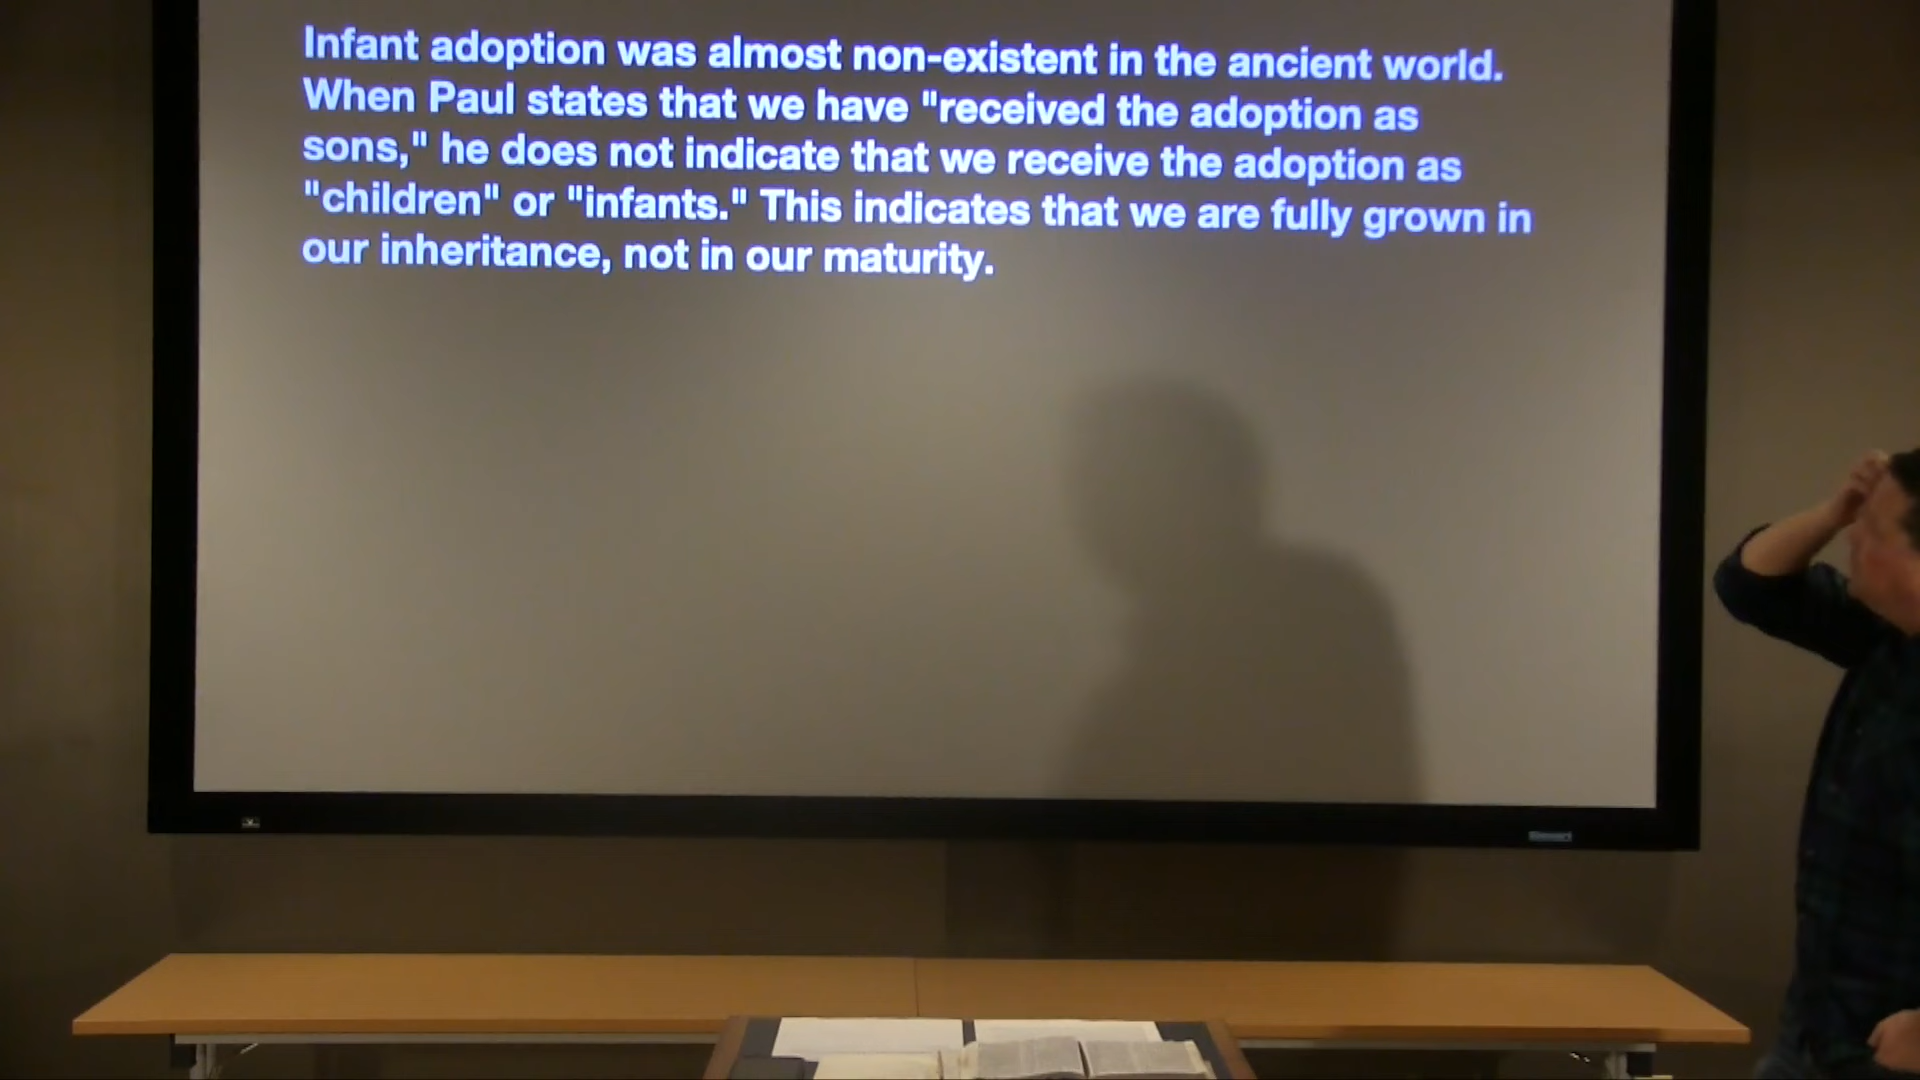 Infant adoption was almost non-existent in the ancient world.
When Paul states that we have "received the adoption as
sons," he does not indicate that we receive the adoption as
"children" or "infants." This indicates that we are fully grown in
our inheritance, not in our maturity.